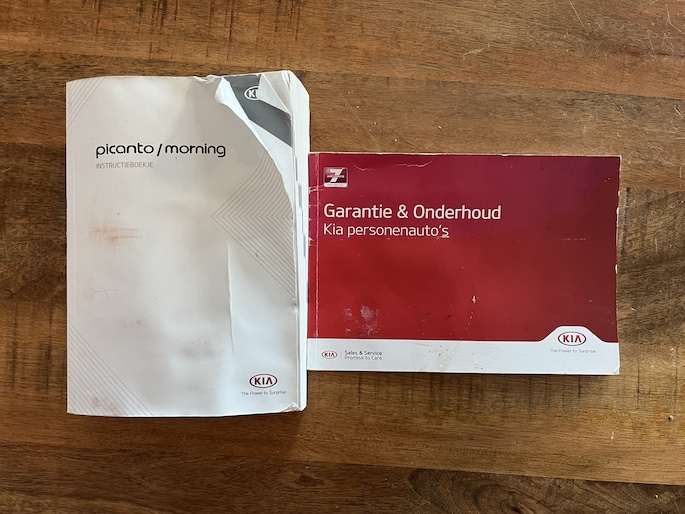 KIA
picanto / morning
INSTRUCTIEBOEKJE
KIA
The Power to Surprise
7
Garantie & Onderhoud
Kia personenauto's
KIA
Sales & Service
Promise to Care
KIA
The Power to Surprise